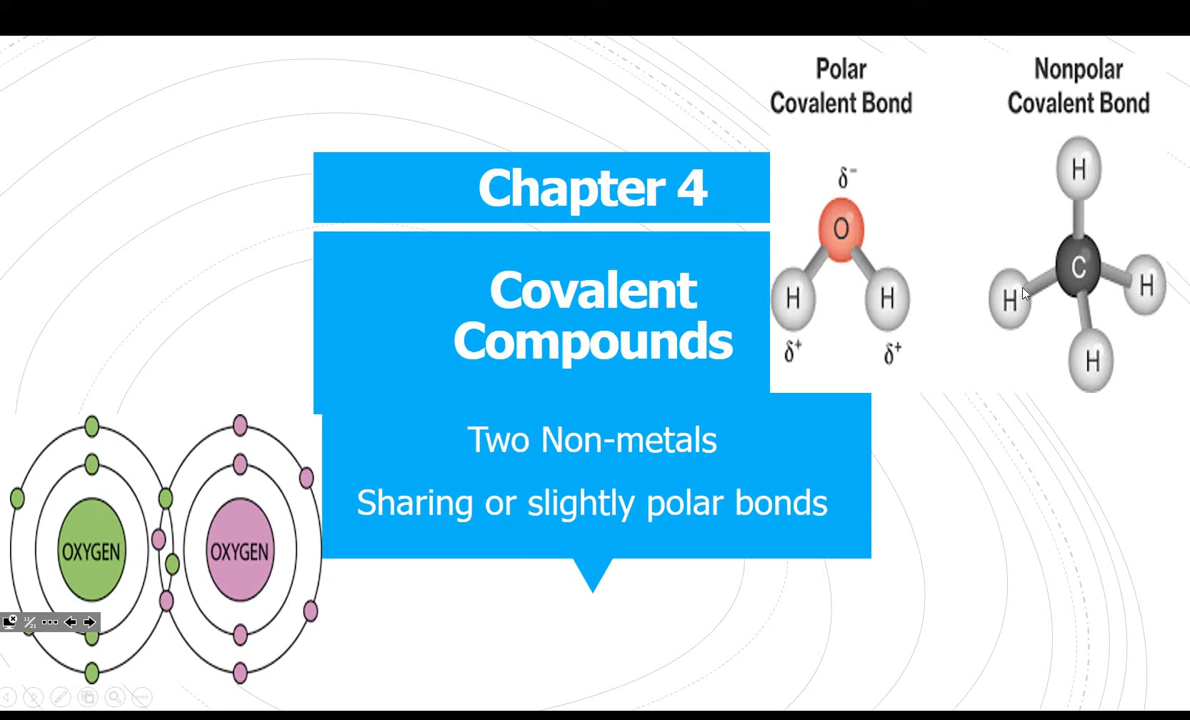 Chapter 4
Covalent
Compounds
Two Non-metals
Sharing or slightly polar bonds
Polar
Covalent Bond
δ⁻
O
H
H
δ⁺
δ⁺
Nonpolar
Covalent Bond
H
C
H
H
H
OXYGEN
OXYGEN